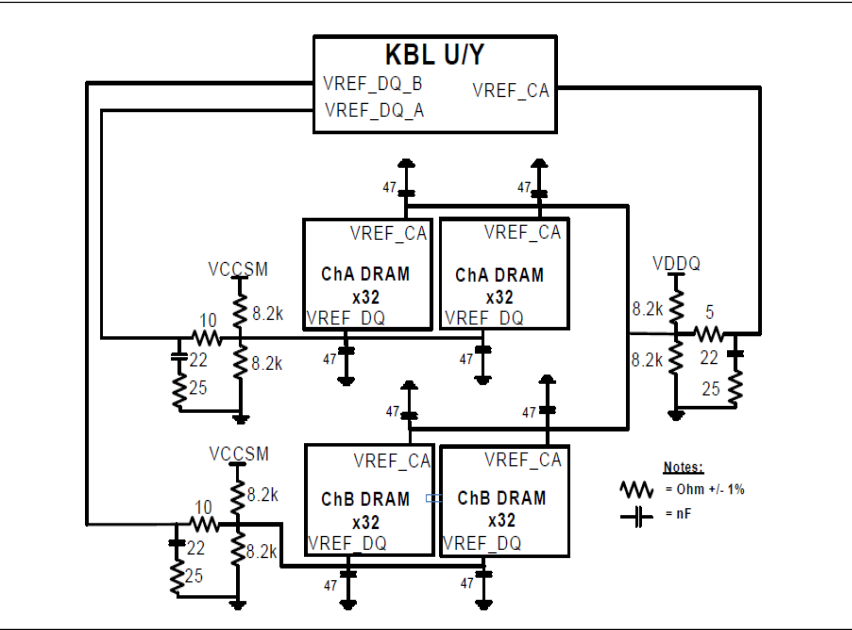 KBL U/Y
VREF_DQ_B
VREF_CA
VREF_DQ_A
47
47
VREF_CA
VREF_CA
ChA DRAM
x32
ChA DRAM
x32
VREF_DQ
VREF_DQ
47
47
VCCSM
8.2k
10
8.2k
22
25
VDDQ
8.2k
5
8.2k
22
25
47
47
VREF_CA
VREF_CA
ChB DRAM
x32
ChB DRAM
x32
VREF_DQ
VREF_DQ
47
47
VCCSM
8.2k
10
8.2k
22
25
Notes:
= Ohm +/- 1%
= nF